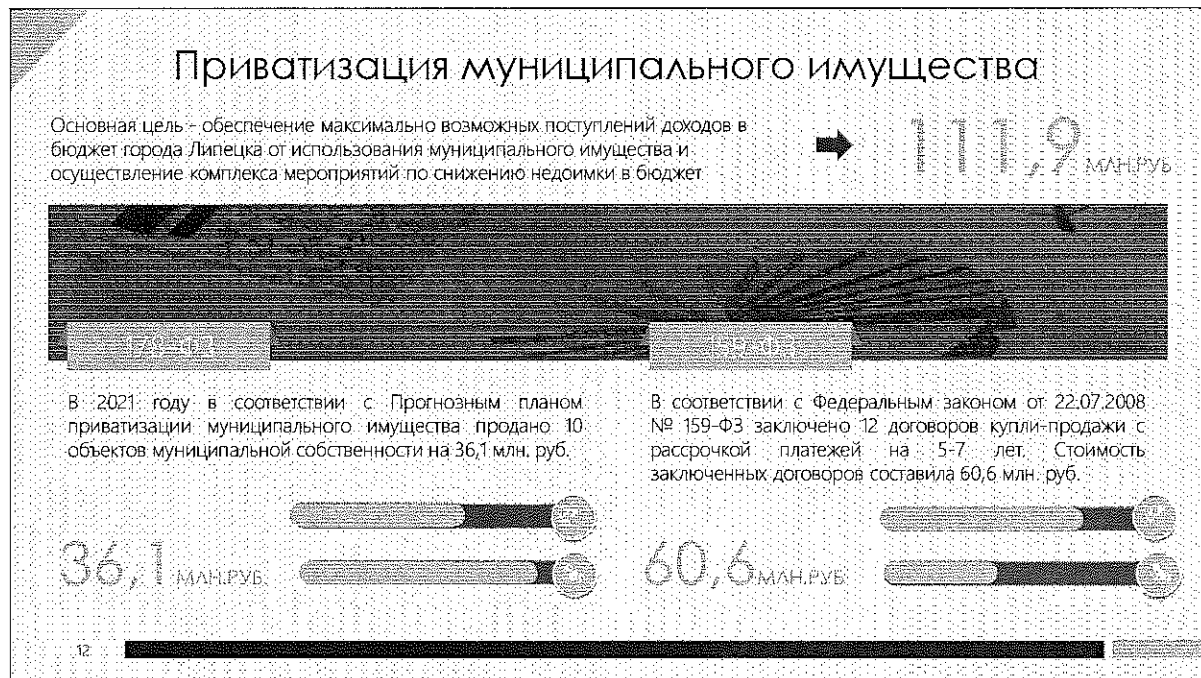 Приватизация муниципального имущества
Основная цель - обеспечение максимально возможных поступлений доходов в
бюджет города Липецка от использования муниципального имущества и
осуществление комплекса мероприятий по снижению недоимки в бюджет
111,9 МЛН.РУБ.
178-ФЗ
159-ФЗ
В 2021 году в соответствии с Прогнозным планом
приватизации муниципального имущества продано 10
объектов муниципальной собственности на 36,1 млн. руб.
В соответствии с Федеральным законом от 22.07.2008
№ 159-ФЗ заключено 12 договоров купли-продажи с
рассрочкой платежей на 5-7 лет. Стоимость
заключенных договоров составила 60,6 млн. руб.
36,1 МЛН.РУБ.
60,6 МЛН.РУБ.
12